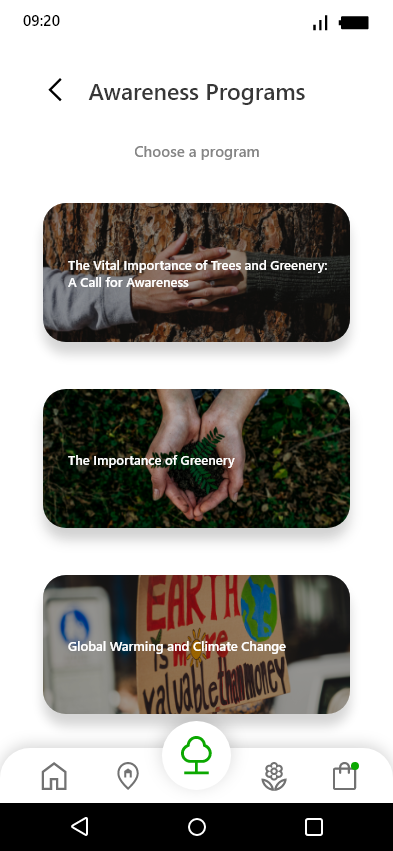 09:20
Awareness Programs
Choose a program
The Vital Importance of Trees and Greenery:
A Call for Awareness
The Importance of Greenery
EARTH
Global Warming and Climate Change
is more
valuable than money